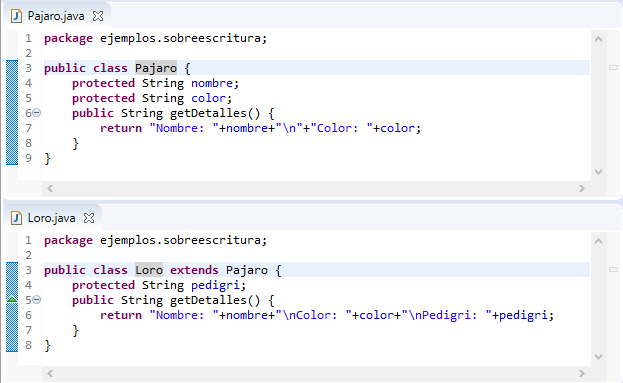 Pajaro.java
1 package ejemplos.sobreescritura;
2
3 public class Pajaro {
4     protected String nombre;
5     protected String color;
6     public String getDetalles() {
7         return "Nombre: "+nombre+"\n"+"Color: "+color;
8     }
9 }
Loro.java
1 package ejemplos.sobreescritura;
2
3 public class Loro extends Pajaro {
4     protected String pedigri;
5     public String getDetalles() {
6         return "Nombre: "+nombre+"\nColor: "+color+"\nPedigri: "+pedigri;
7     }
8 }